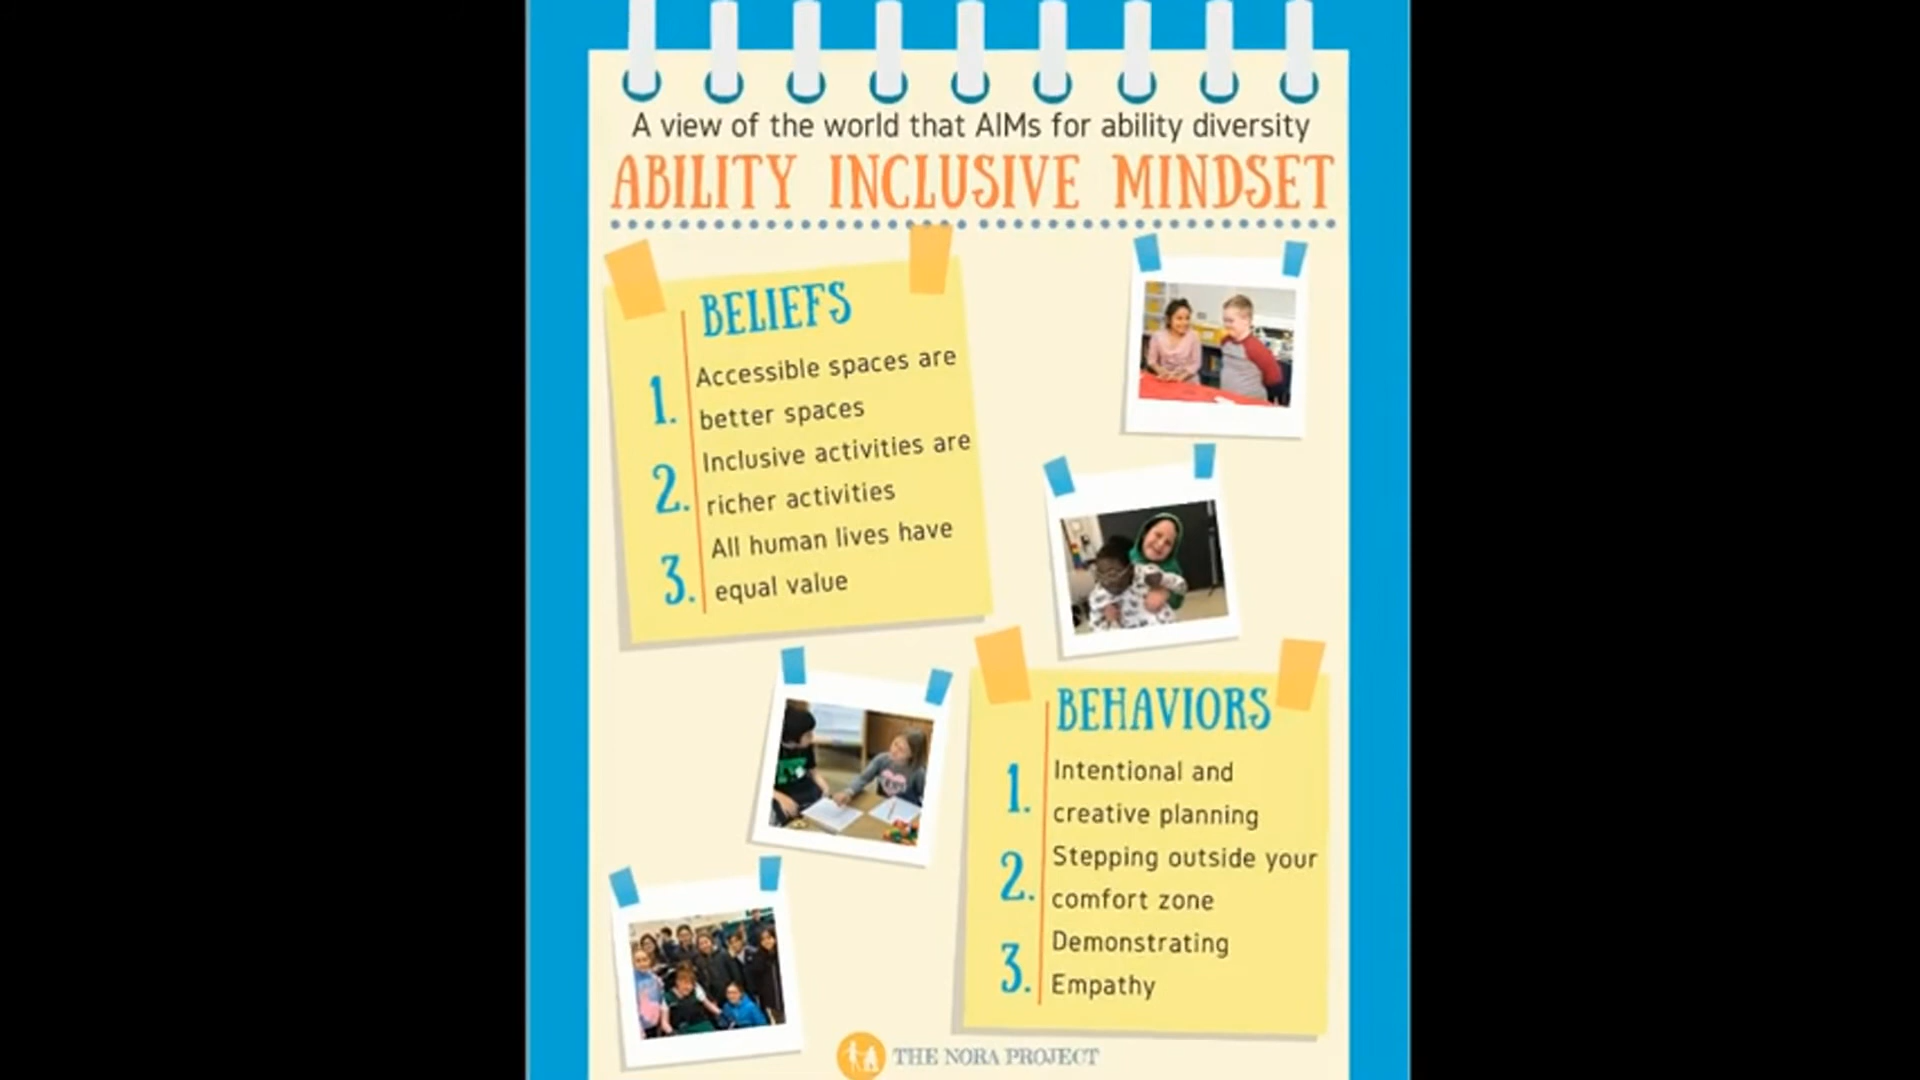 A view of the world that AIMs for ability diversity
ABILITY INCLUSIVE MINDSET
BELIEFS
1. Accessible spaces are
better spaces
2. Inclusive activities are
richer activities
3. All human lives have
equal value
BEHAVIORS
1. Intentional and
creative planning
2. Stepping outside your
comfort zone
3. Demonstrating
Empathy
THE NORA PROJECT